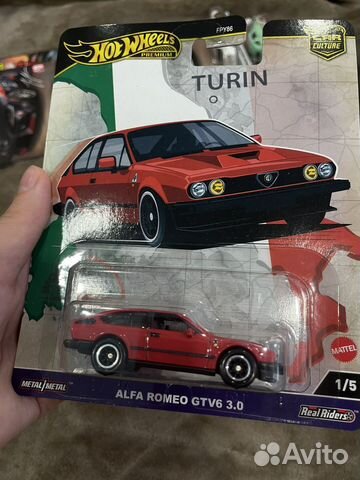 HOT WHEELS
PREMIUM
FPY86
CAR
CULTURE
TURIN
METAL/METAL
ALFA ROMEO GTV6 3.0
MATTEL
1/5
Real Riders
Avito